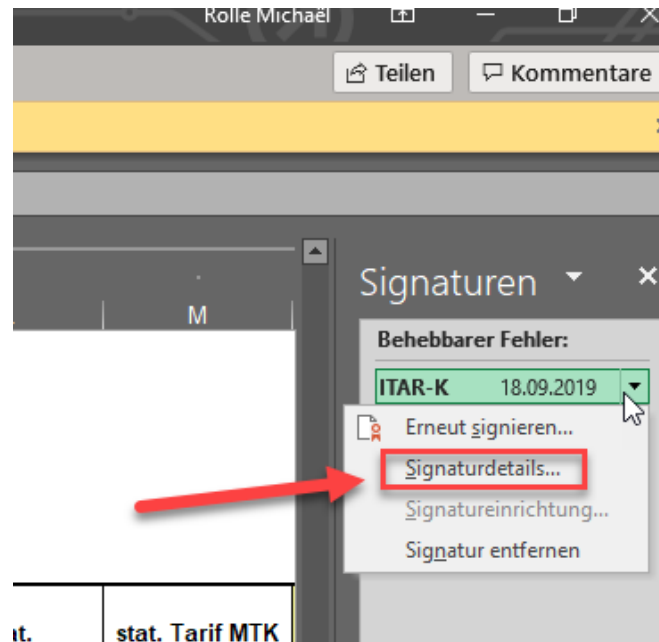 Rolle Michaël
Teilen
Kommentare
Signaturen
M
Behebbarer Fehler:
ITAR-K 18.09.2019
Erneut signieren...
Signaturdetails...
Signatureinrichtung...
Signatur entfernen
at. stat. Tarif MTK